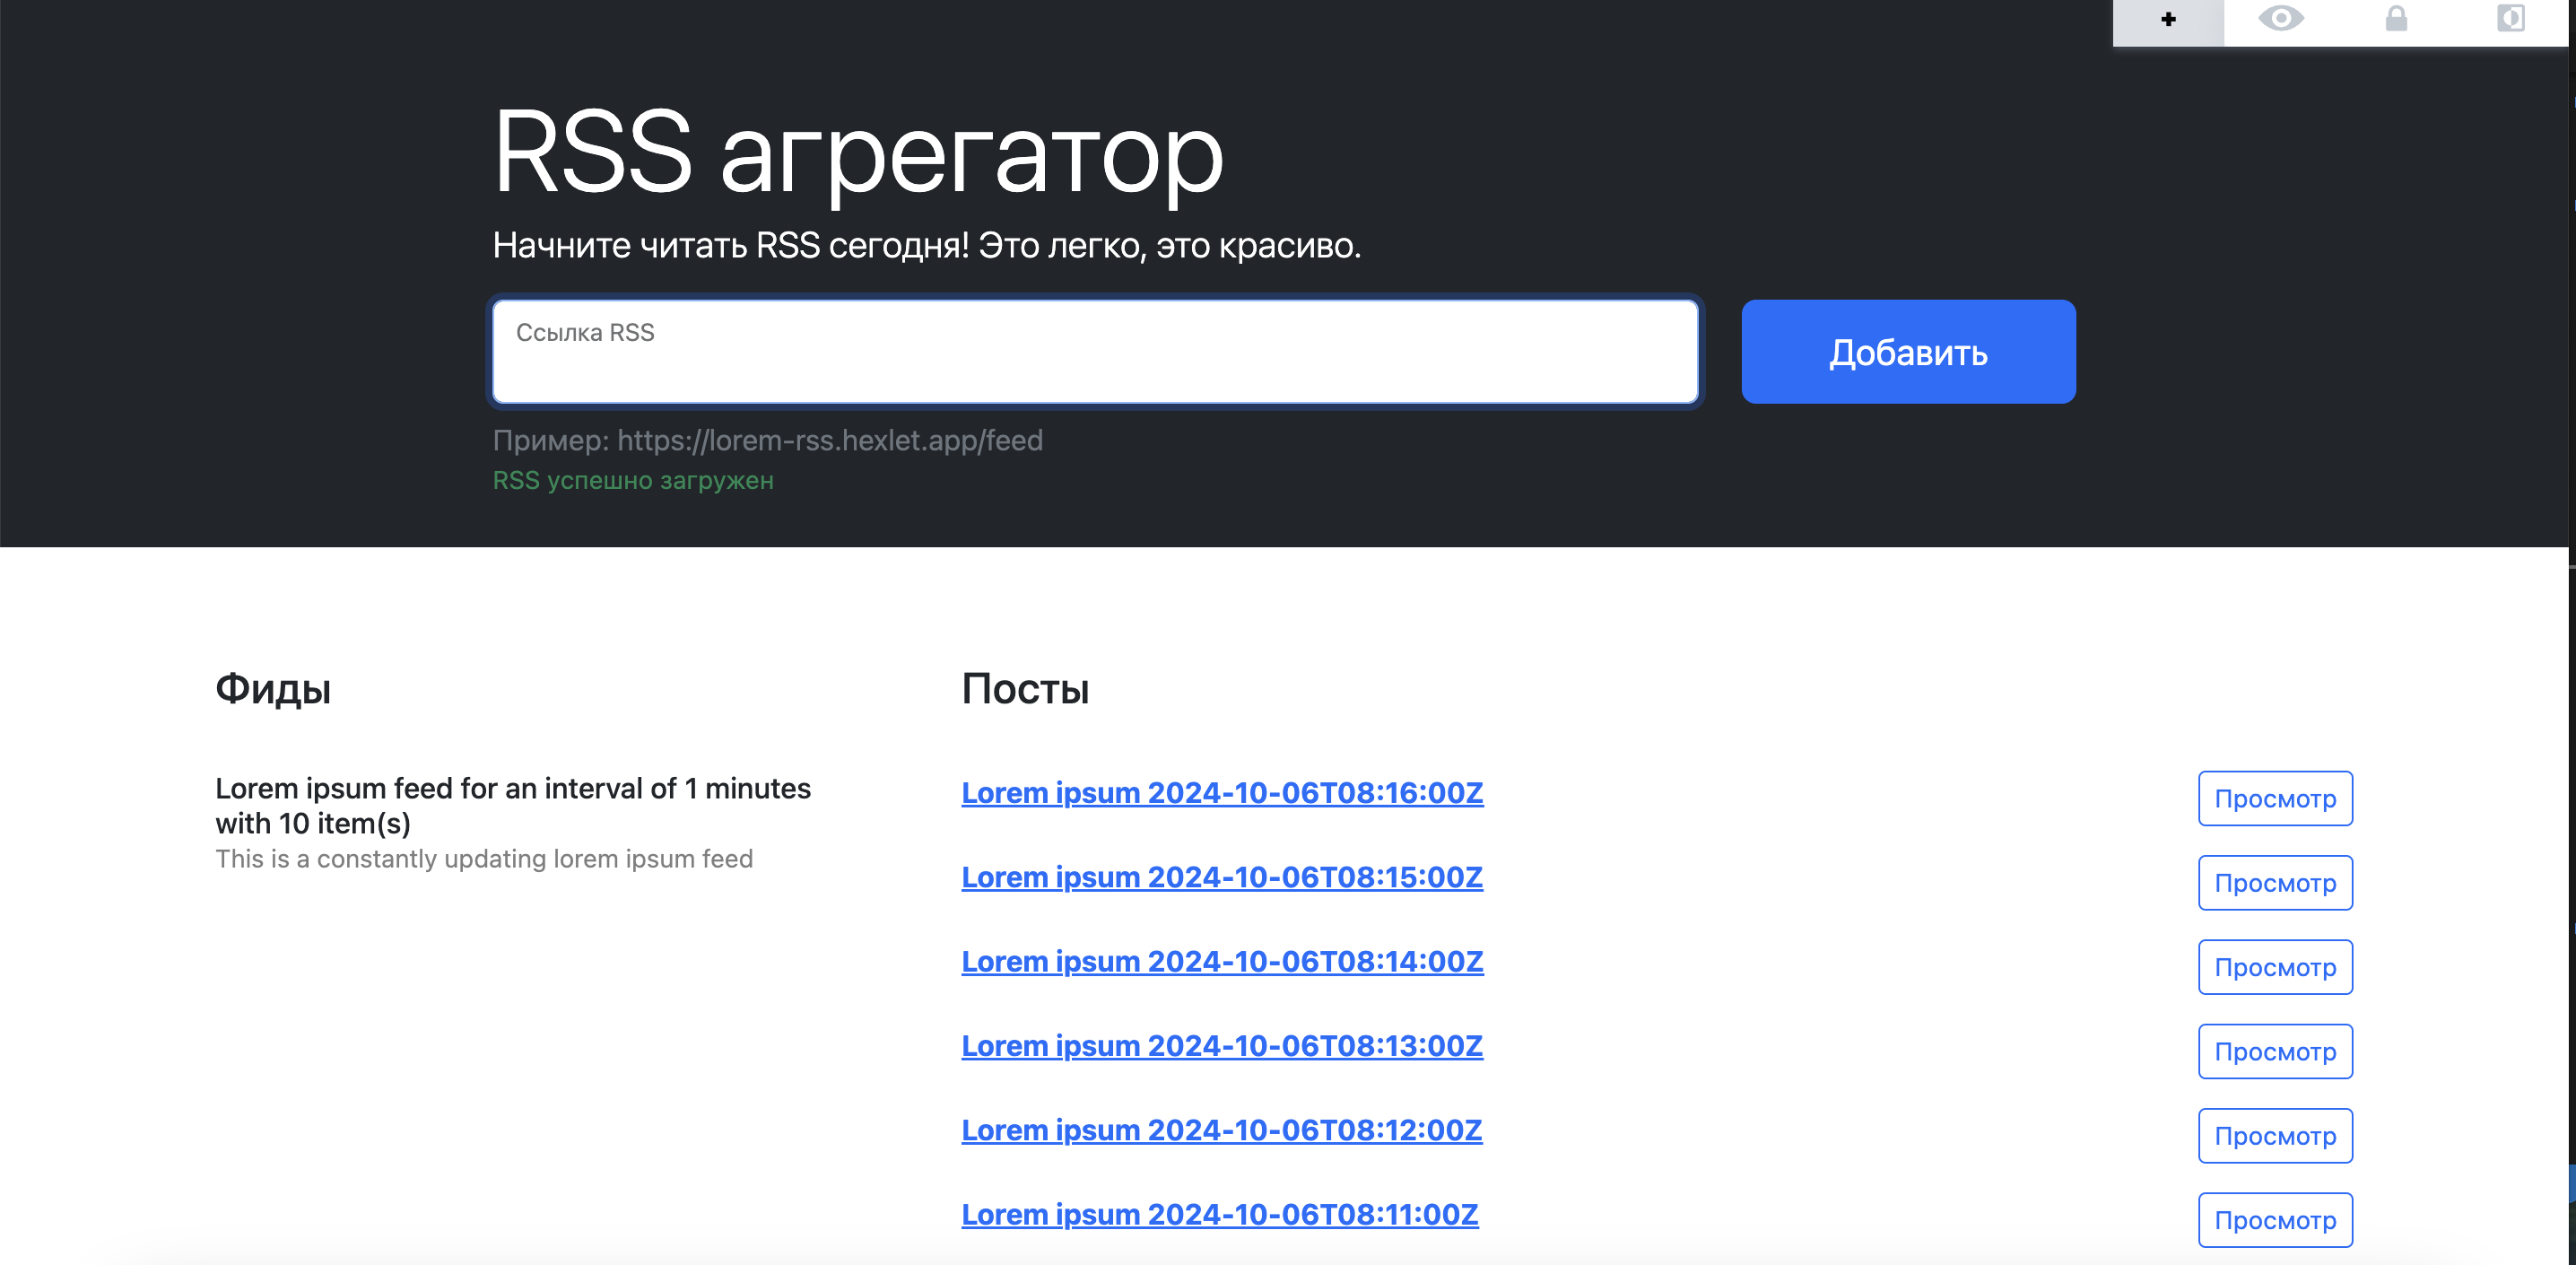 RSS агрегатор
Начните читать RSS сегодня! Это легко, это красиво.
Ссылка RSS
Добавить
Пример: https://lorem-rss.hexlet.app/feed
RSS успешно загружен
Фиды
Lorem ipsum feed for an interval of 1 minutes
with 10 item(s)
This is a constantly updating lorem ipsum feed
Посты
Lorem ipsum 2024-10-06T08:16:00Z
Просмотр
Lorem ipsum 2024-10-06T08:15:00Z
Просмотр
Lorem ipsum 2024-10-06T08:14:00Z
Просмотр
Lorem ipsum 2024-10-06T08:13:00Z
Просмотр
Lorem ipsum 2024-10-06T08:12:00Z
Просмотр
Lorem ipsum 2024-10-06T08:11:00Z
Просмотр